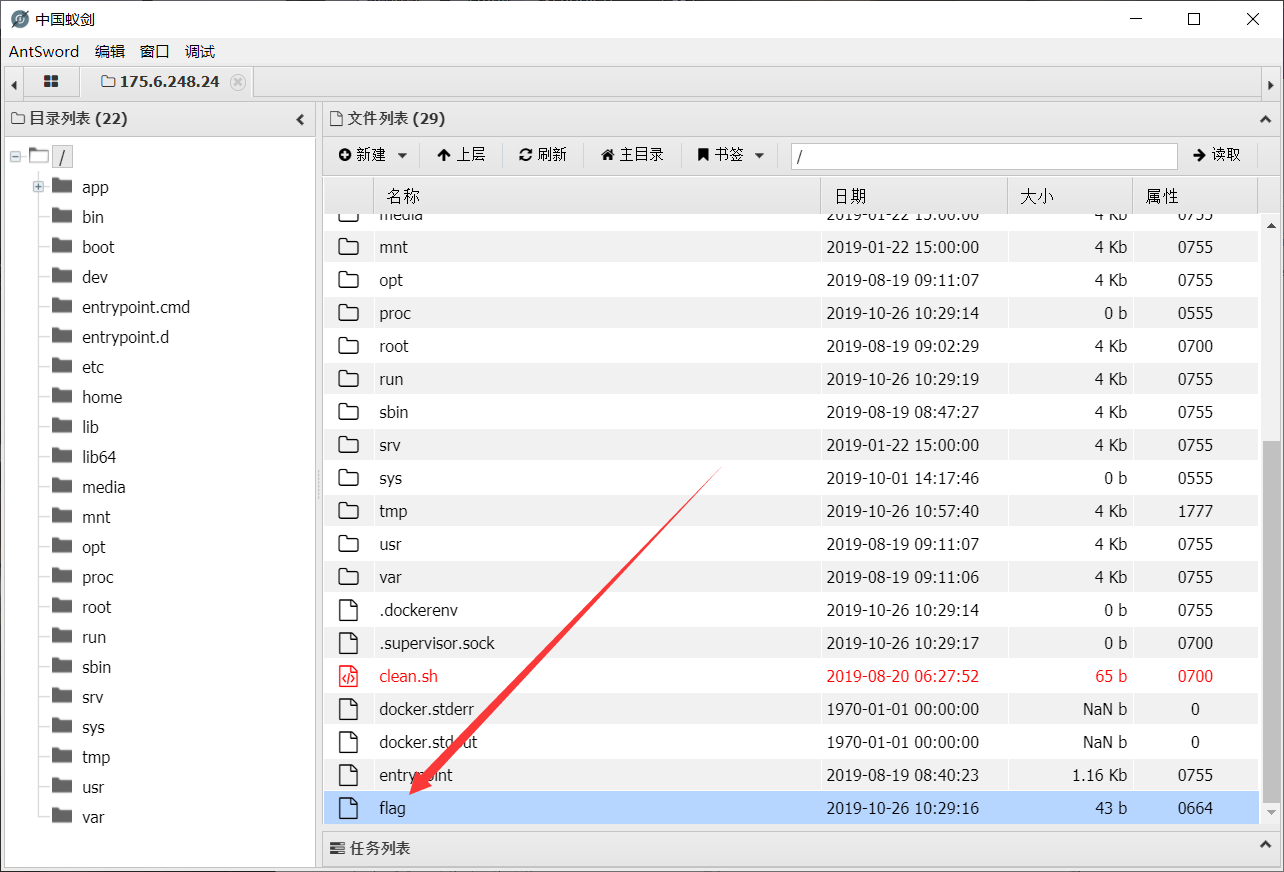 中国蚁剑
AntSword 编辑 窗口 调试
175.6.248.24
目录列表 (22)
/
app
bin
boot
dev
entrypoint.cmd
entrypoint.d
etc
home
lib
lib64
media
mnt
opt
proc
root
run
sbin
srv
sys
tmp
usr
var
文件列表 (29)
新建 上层 刷新 主目录 书签 / 读取
名称 日期 大小 属性
media 2019-01-22 15:00:00 4 Kb 0755
mnt 2019-01-22 15:00:00 4 Kb 0755
opt 2019-08-19 09:11:07 4 Kb 0755
proc 2019-10-26 10:29:14 0 b 0555
root 2019-08-19 09:02:29 4 Kb 0700
run 2019-10-26 10:29:19 4 Kb 0755
sbin 2019-08-19 08:47:27 4 Kb 0755
srv 2019-01-22 15:00:00 4 Kb 0755
sys 2019-10-01 14:17:46 0 b 0555
tmp 2019-10-26 10:57:40 4 Kb 1777
usr 2019-08-19 09:11:07 4 Kb 0755
var 2019-08-19 09:11:06 4 Kb 0755
.dockerenv 2019-10-26 10:29:14 0 b 0755
.supervisor.sock 2019-10-26 10:29:17 0 b 0700
clean.sh 2019-08-20 06:27:52 65 b 0700
docker.stderr 1970-01-01 00:00:00 NaN b 0
docker.stdout 1970-01-01 00:00:00 NaN b 0
entrypoint 2019-08-19 08:40:23 1.16 Kb 0755
flag 2019-10-26 10:29:16 43 b 0664
任务列表